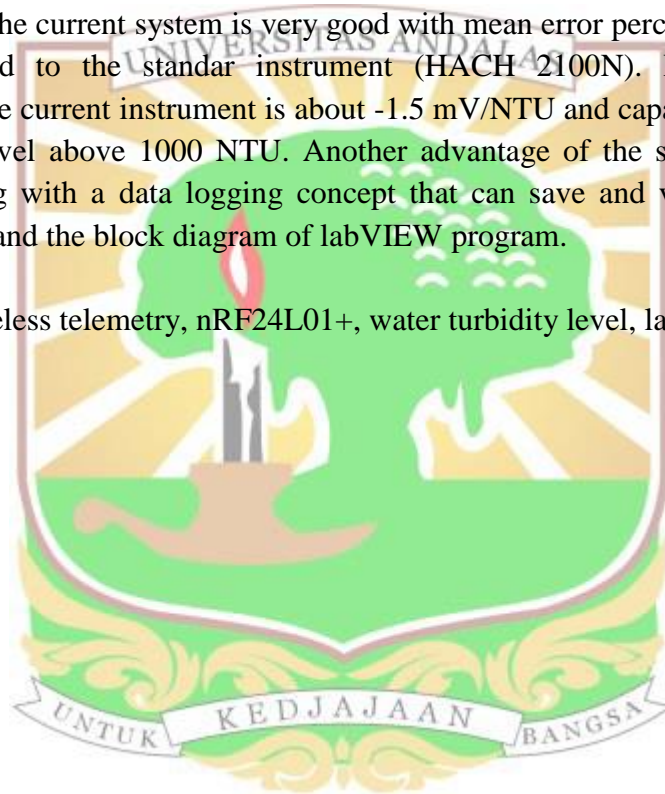 he current system is very good with mean error perc
UNIVERSITAS ANDALAS
d to the standar instrument (HACH 2100N).
e current instrument is about -1.5 mV/NTU and capa
vel above 1000 NTU. Another advantage of the s
g with a data logging concept that can save and v
and the block diagram of labVIEW program.
eless telemetry, nRF24L01+, water turbidity level, la
UNTUK KEDJAJAAN BANGSA